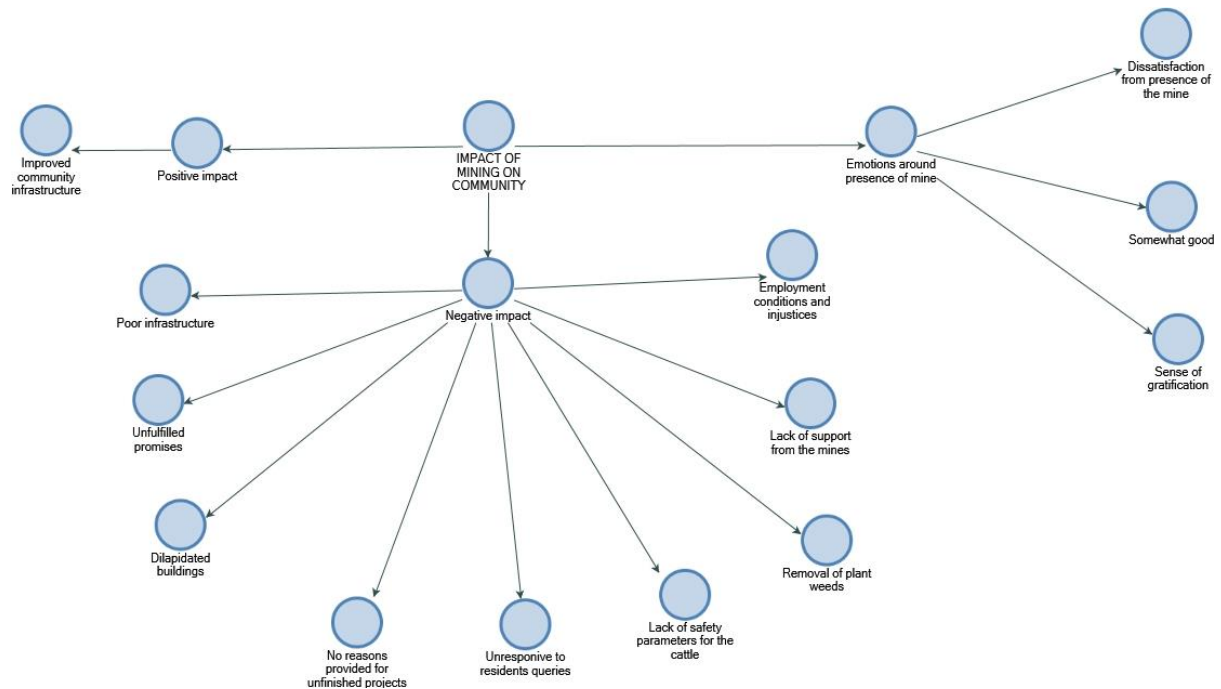 Dissatisfaction
from presence of
the mine
Improved
community
infrastructure
Positive impact
IMPACT OF
MINING ON
COMMUNITY
Emotions around
presence of mine
Somewhat good
Poor infrastructure
Negative impact
Employment
conditions and
injustices
Sense of
gratification
Unfulfilled
promises
Lack of support
from the mines
Dilapidated
buildings
Removal of plant
weeds
No reasons
provided for
unfinished projects
Unresponive to
residents queries
Lack of safety
parameters for the
cattle